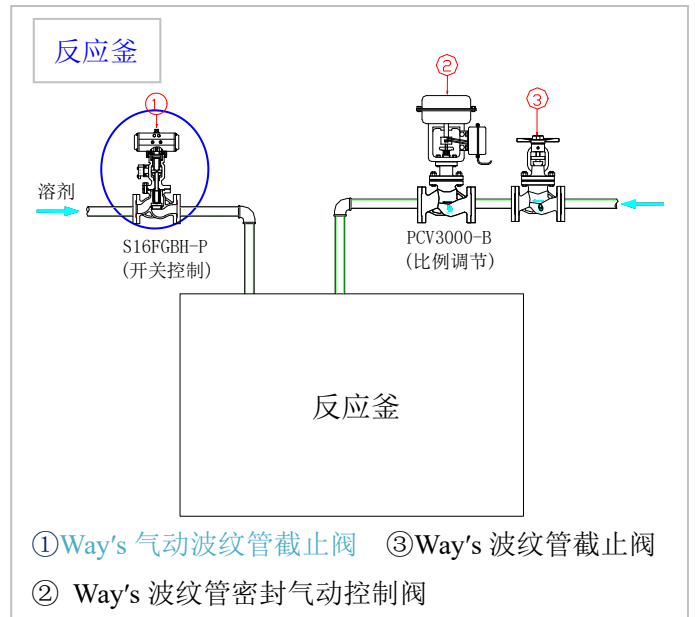 反应釜
①
②
③
溶剂
S16FGBH-P
(开关控制)
PCV3000-B
(比例调节)
反应釜
①Way's 气动波纹管截止阀 ③Way's 波纹管截止阀
② Way's 波纹管密封气动控制阀